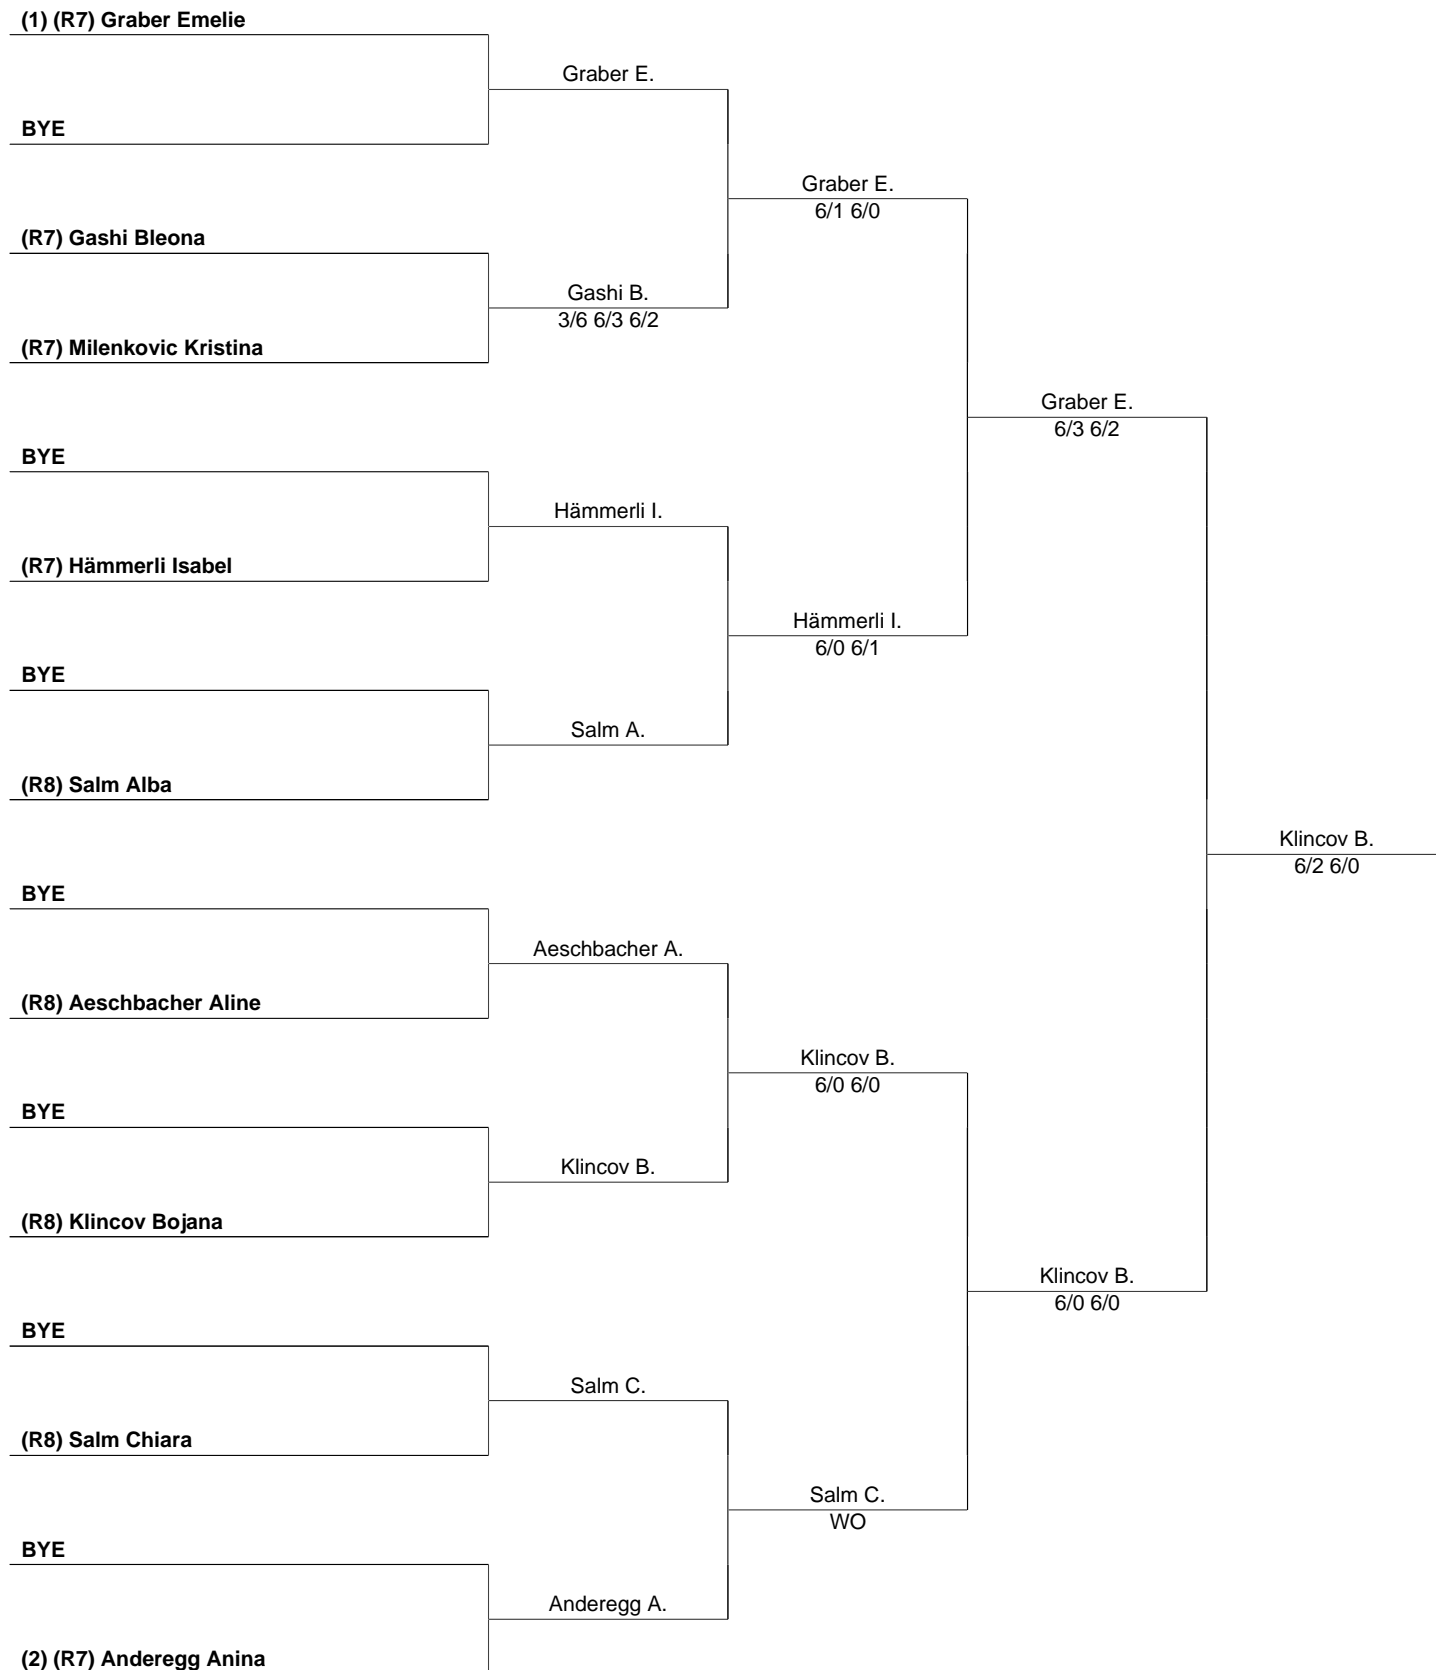 (1) (R7) Graber Emelie
Graber E.
BYE
Graber E.
6/1 6/0
(R7) Gashi Bleona
Gashi B.
3/6 6/3 6/2
(R7) Milenkovic Kristina
Graber E.
6/3 6/2
BYE
Hämmerli I.
(R7) Hämmerli Isabel
Hämmerli I.
6/0 6/1
BYE
Salm A.
(R8) Salm Alba
Klincov B.
6/2 6/0
BYE
Aeschbacher A.
(R8) Aeschbacher Aline
Klincov B.
6/0 6/0
BYE
Klincov B.
(R8) Klincov Bojana
Klincov B.
6/0 6/0
BYE
Salm C.
(R8) Salm Chiara
Salm C.
WO
BYE
Anderegg A.
(2) (R7) Anderegg Anina